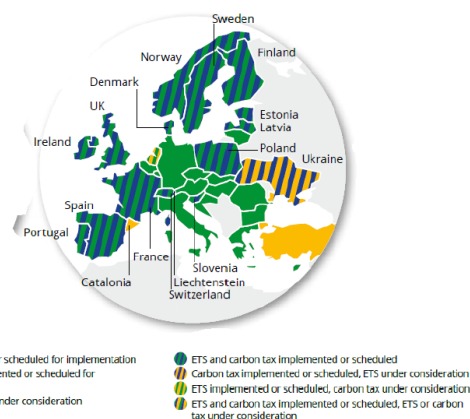 Sweden
Norway
Finland
Denmark
UK
Estonia
Latvia
Ireland
Poland
Ukraine
Spain
Portugal
France
Slovenia
Catalonia
Liechtenstein
Switzerland
r scheduled for implementation
ented or scheduled for
nder consideration
ETS and carbon tax implemented or scheduled
Carbon tax implemented or scheduled, ETS under consideration
ETS implemented or scheduled, carbon tax under consideration
ETS and carbon tax implemented or scheduled, ETS or carbon
tax under consideration